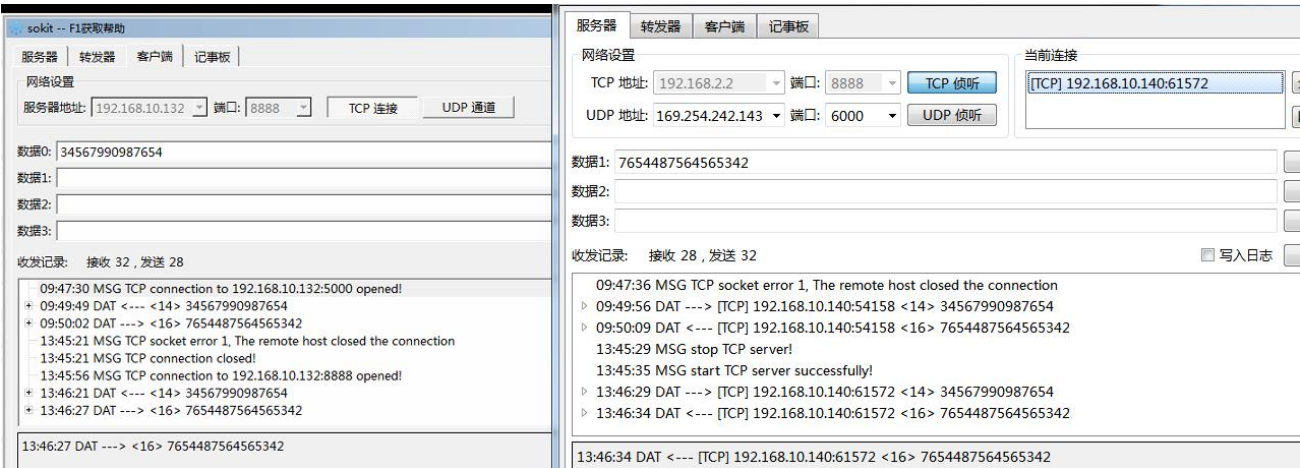 sokit -- F1获取帮助
服务器 转发器 客户端 记事板
网络设置
服务器地址: 192.168.10.132 端口: 8888 TCP 连接 UDP 通道
数据0: 34567990987654
数据1:
数据2:
数据3:
收发记录: 接收 32 , 发送 28
09:47:30 MSG TCP connection to 192.168.10.132:5000 opened!
09:49:49 DAT <--- <14> 34567990987654
09:50:02 DAT ---> <16> 7654487564565342
13:45:21 MSG TCP socket error 1, The remote host closed the connection
13:45:21 MSG TCP connection closed!
13:45:56 MSG TCP connection to 192.168.10.132:8888 opened!
13:46:21 DAT <--- <14> 34567990987654
13:46:27 DAT ---> <16> 7654487564565342
13:46:27 DAT ---> <16> 7654487564565342
服务器 转发器 客户端 记事板
网络设置
TCP 地址: 192.168.2.2 端口: 8888 TCP 侦听
UDP 地址: 169.254.242.143 端口: 6000 UDP 侦听
当前连接
[TCP] 192.168.10.140:61572
数据1: 7654487564565342
数据2:
数据3:
收发记录: 接收 28 , 发送 32 写入日志
09:47:36 MSG TCP socket error 1, The remote host closed the connection
09:49:56 DAT ---> [TCP] 192.168.10.140:54158 <14> 34567990987654
09:50:09 DAT <--- [TCP] 192.168.10.140:54158 <16> 7654487564565342
13:45:29 MSG stop TCP server!
13:45:35 MSG start TCP server successfully!
13:46:29 DAT ---> [TCP] 192.168.10.140:61572 <14> 34567990987654
13:46:34 DAT <--- [TCP] 192.168.10.140:61572 <16> 7654487564565342
13:46:34 DAT <--- [TCP] 192.168.10.140:61572 <16> 7654487564565342